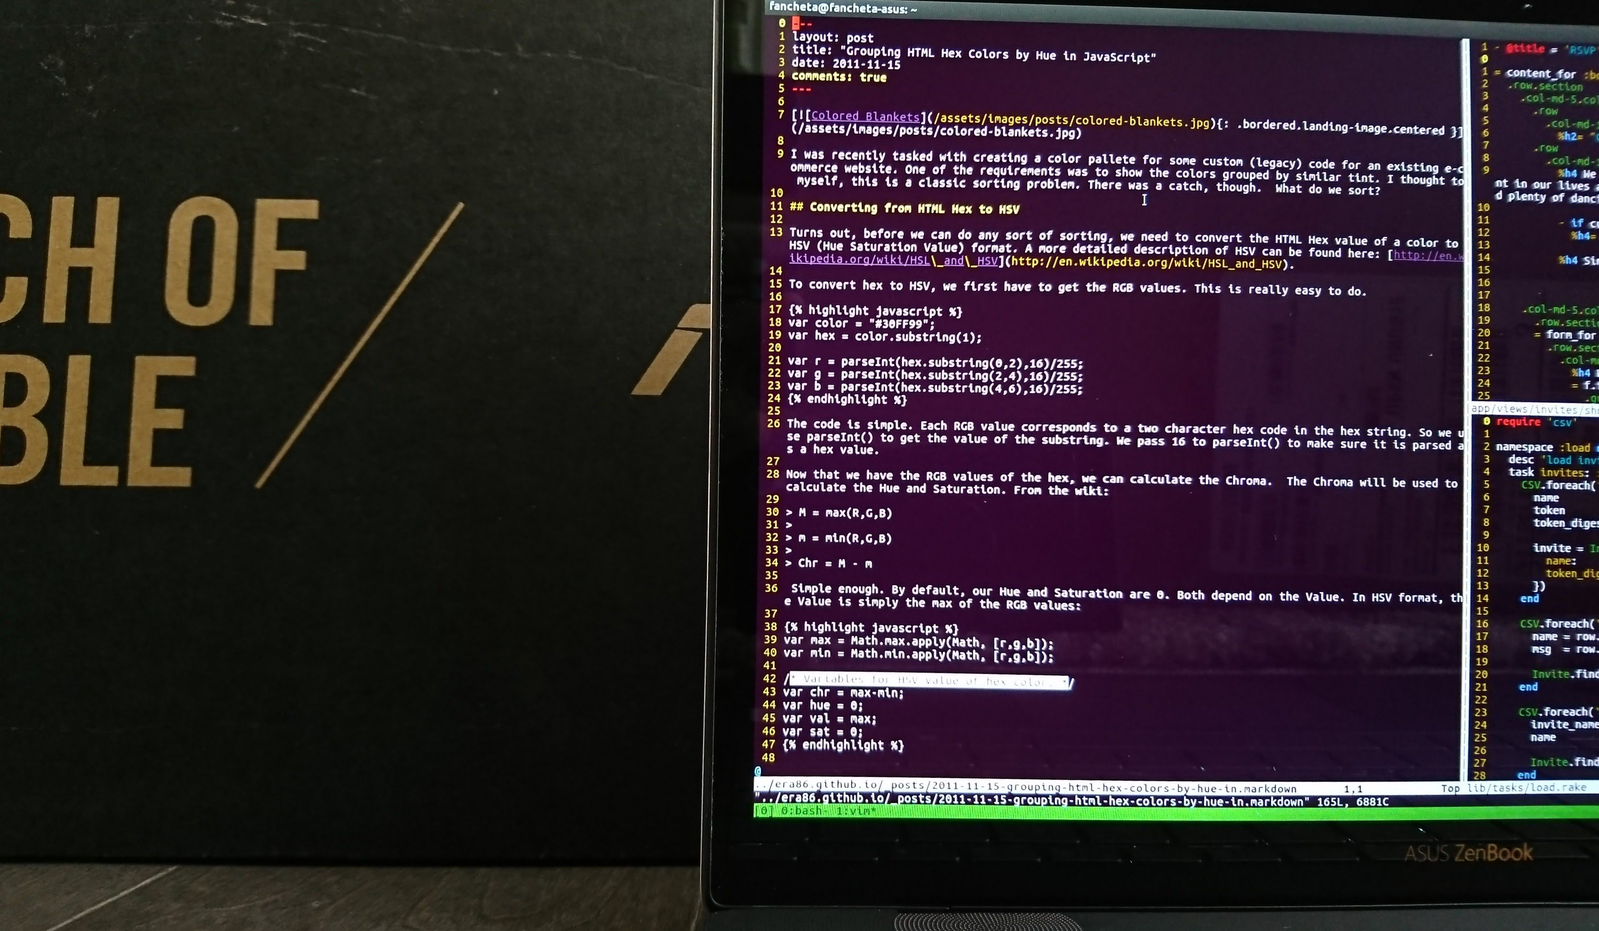 CH OF
BLE
fancheta@fancheta-asus: ~
0 ---
1 layout: post
2 title: "Grouping HTML Hex Colors by Hue in JavaScript"
3 date: 2011-11-15
4 comments: true
5 ---
6
7 [![Colored Blankets](/assets/images/posts/colored-blankets.jpg){: .bordered.landing-image.centered }]
(/assets/images/posts/colored-blankets.jpg)
8
9 I was recently tasked with creating a color pallete for some custom (legacy) code for an existing e-c
ommerce website. One of the requirements was to show the colors grouped by similar tint. I thought to
myself, this is a classic sorting problem. There was a catch, though.  What do we sort?
10
11 ## Converting from HTML Hex to HSV
12
13 Turns out, before we can do any sort of sorting, we need to convert the HTML Hex value of a color to
HSV (Hue Saturation Value) format. A more detailed description of HSV can be found here: [http://en.w
ikipedia.org/wiki/HSL\_and\_HSV](http://en.wikipedia.org/wiki/HSL_and_HSV).
14
15 To convert hex to HSV, we first have to get the RGB values. This is really easy to do.
16
17 {% highlight javascript %}
18 var color = "#30FF99";
19 var hex = color.substring(1);
20
21 var r = parseInt(hex.substring(0,2),16)/255;
22 var g = parseInt(hex.substring(2,4),16)/255;
23 var b = parseInt(hex.substring(4,6),16)/255;
24 {% endhighlight %}
25
26 The code is simple. Each RGB value corresponds to a two character hex code in the hex string. So we u
se parseInt() to get the value of the substring. We pass 16 to parseInt() to make sure it is parsed a
s a hex value.
27
28 Now that we have the RGB values of the hex, we can calculate the Chroma.  The Chroma will be used to
calculate the Hue and Saturation. From the wiki:
29
30 > M = max(R,G,B)
31 >
32 > m = min(R,G,B)
33 >
34 > Chr = M - m
35
36 Simple enough. By default, our Hue and Saturation are 0. Both depend on the Value. In HSV format, th
e Value is simply the max of the RGB values:
37
38 {% highlight javascript %}
39 var max = Math.max.apply(Math, [r,g,b]);
40 var min = Math.min.apply(Math, [r,g,b]);
41
42 /* Variables for HSV value of hex color. */
43 var chr = max-min;
44 var hue = 0;
45 var val = max;
46 var sat = 0;
47 {% endhighlight %}
48
@
../era86.github.io/_posts/2011-11-15-grouping-html-hex-colors-by-hue-in.markdown 1,1 Top
"../era86.github.io/_posts/2011-11-15-grouping-html-hex-colors-by-hue-in.markdown" 165L, 6881C
[0] 0:bash- 1:vim*
1 - @title = 'RSVP'
0
1 = content_for :b
2 .row.section
3 .col-md-5.col
4 .row
5 .col-md-
6 %h2= "
7 .row
8 .col-md-
9 %h4 We
nt in our lives
d plenty of danc
10
11 - if cu
12 %h4=
13
14 %h4 Sin
15
16
17
18 .col-md-5.col
19 .row.sectio
20 = form_for
21 .row.sec
22 .col-m
23 %h4
24 = f.
25
app/views/invites/sh
0 require 'csv'
1
2 namespace :load
3 desc 'load inv
4 task invites:
5 CSV.foreach(
6 name
7 token
8 token_diges
9
10 invite = In
11 name:
12 token_dig
13 })
14 end
15
16 CSV.foreach(
17 name = row.
18 msg = row.
19
20 Invite.find
21 end
22
23 CSV.foreach(
24 invite_name
25 name
26
27 Invite.find
28 end
lib/tasks/load.rake
ASUS ZenBook